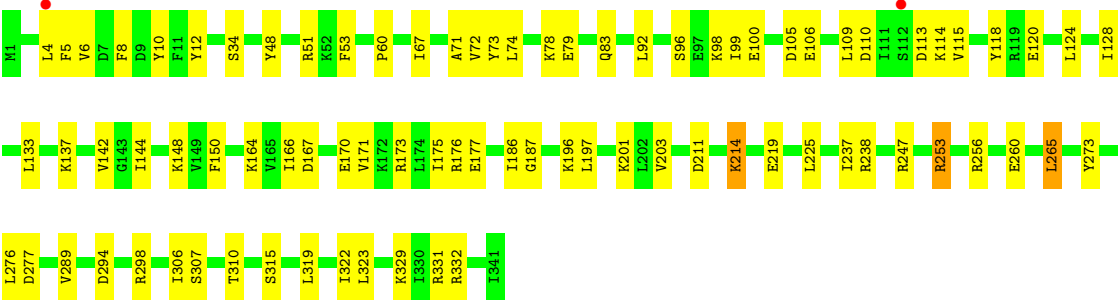 M1 L4 F5 V6 D7 F8 D9 Y10 F11 Y12 S34 Y48 R51 K52 F53 P60 I67 A71 V72 Y73 L74 K78 E79 Q83 L92 S96 E97 K98 I99 E100 D105 E106 L109 D110 I111 S112 D113 K114 V115 Y118 R119 E120 L124 I128
L133 K137 V142 G143 I144 K148 V149 F150 K164 V165 I166 D167 E170 V171 K172 R173 L174 I175 R176 E177 I186 G187 K196 L197 K201 L202 V203 D211 K214 E219 L225 I237 R238 R247 R253 R256 E260 L265 Y273
L276 D277 V289 D294 R298 I306 S307 T310 S315 L319 I322 L323 K329 I330 R331 R332 I341